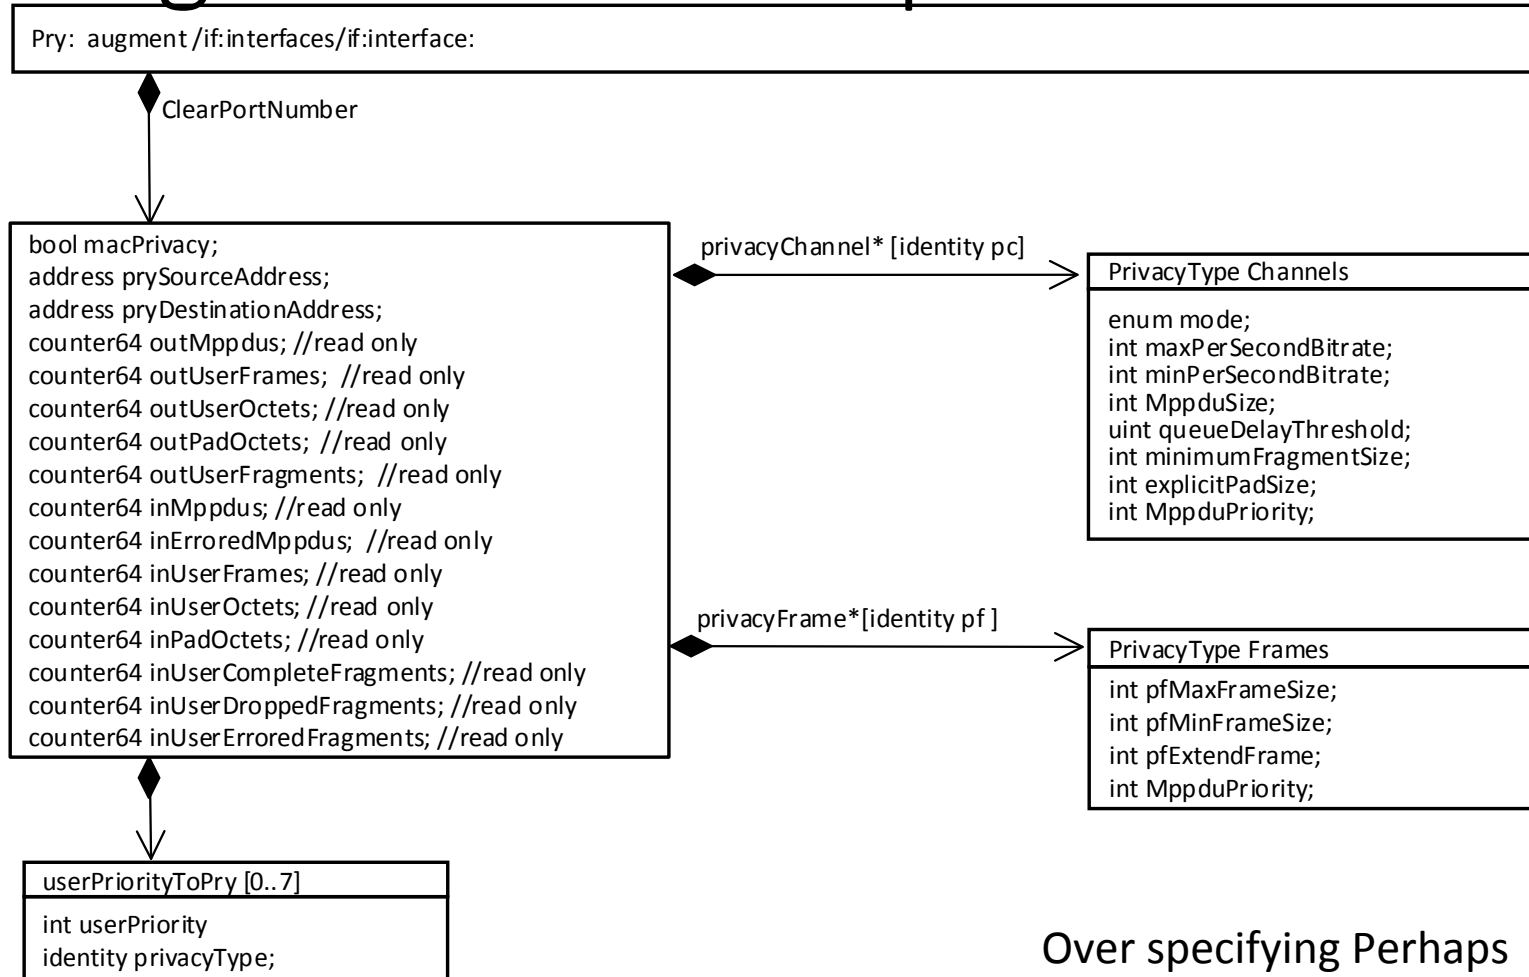 Pry: augment /if:interfaces/if:interface:
ClearPortNumber
bool macPrivacy;
address prySourceAddress;
address pryDestinationAddress;
counter64 outMppdus; //read only
counter64 outUserFrames; //read only
counter64 outUserOctets; //read only
counter64 outPadOctets; //read only
counter64 outUserFragments; //read only
counter64 inMppdus; //read only
counter64 inErroredMppdus; //read only
counter64 inUserFrames; //read only
counter64 inUserOctets; //read only
counter64 inPadOctets; //read only
counter64 inUserCompleteFragments; //read only
counter64 inUserDroppedFragments; //read only
counter64 inUserErroredFragments; //read only
privacyChannel* [identity pc]
PrivacyType Channels
enum mode;
int maxPerSecondBitrate;
int minPerSecondBitrate;
int MppduSize;
uint queueDelayThreshold;
int minimumFragmentSize;
int explicitPadSize;
int MppduPriority;
privacyFrame*[identity pf ]
PrivacyType Frames
int pfMaxFrameSize;
int pfMinFrameSize;
int pfExtendFrame;
int MppduPriority;
userPriorityToPry [0..7]
int userPriority
identity privacyType;
Over specifying Perhaps